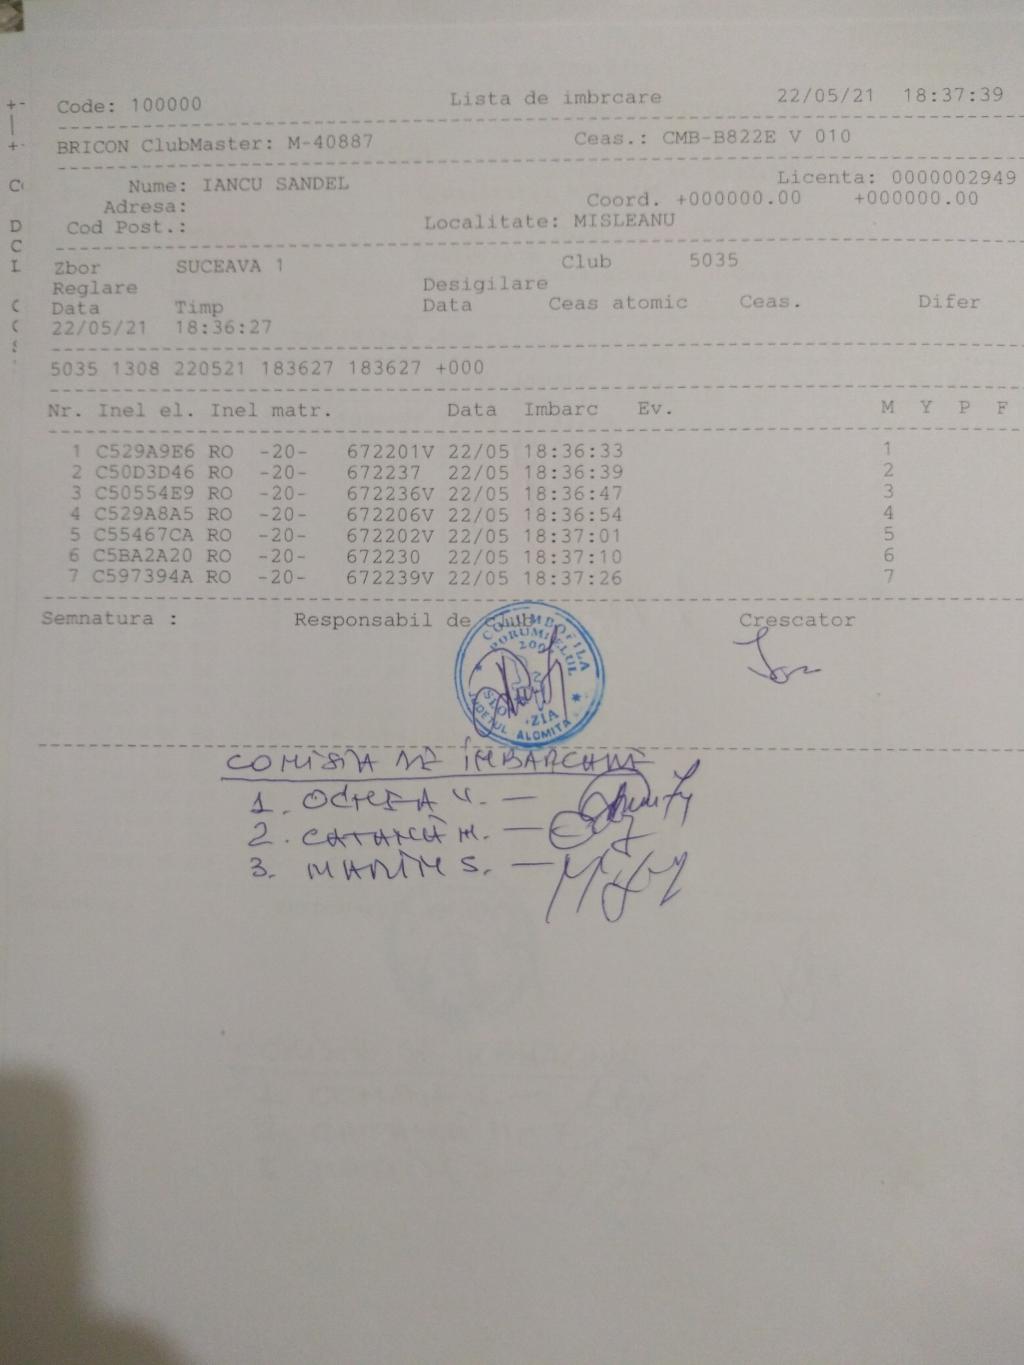 Code: 100000 Lista de imbrcare 22/05/21 18:37:39
BRICON ClubMaster: M-40887 Ceas.: CMB-B822E V 010
Nume: IANCU SANDEL Licenta: 0000002949
Adresa: Coord. +000000.00 +000000.00
Cod Post.: Localitate: MISLEANU
Zbor SUCEAVA 1 Club 5035
Reglare Desigilare
Data Timp Data Ceas atomic Ceas. Difer
22/05/21 18:36:27
5035 1308 220521 183627 183627 +000
Nr. Inel el. Inel matr. Data Imbarc Ev. M Y P F
1 C529A9E6 RO -20- 672201V 22/05 18:36:33 1
2 C50D3D46 RO -20- 672237 22/05 18:36:39 2
3 C50554E9 RO -20- 672236V 22/05 18:36:47 3
4 C529A8A5 RO -20- 672206V 22/05 18:36:54 4
5 C55467CA RO -20- 672202V 22/05 18:37:01 5
6 C5BA2A20 RO -20- 672230 22/05 18:37:10 6
7 C597394A RO -20- 672239V 22/05 18:37:26 7
Semnatura : Responsabil de Club Crescator
COLUMBOFILA
PORUMBELUL
JUDETUL IALOMITA
COMISIA DE ÎMBARCARE
1. OCNEA V. —
2. CATANĂ M. —
3. MARIN S. —